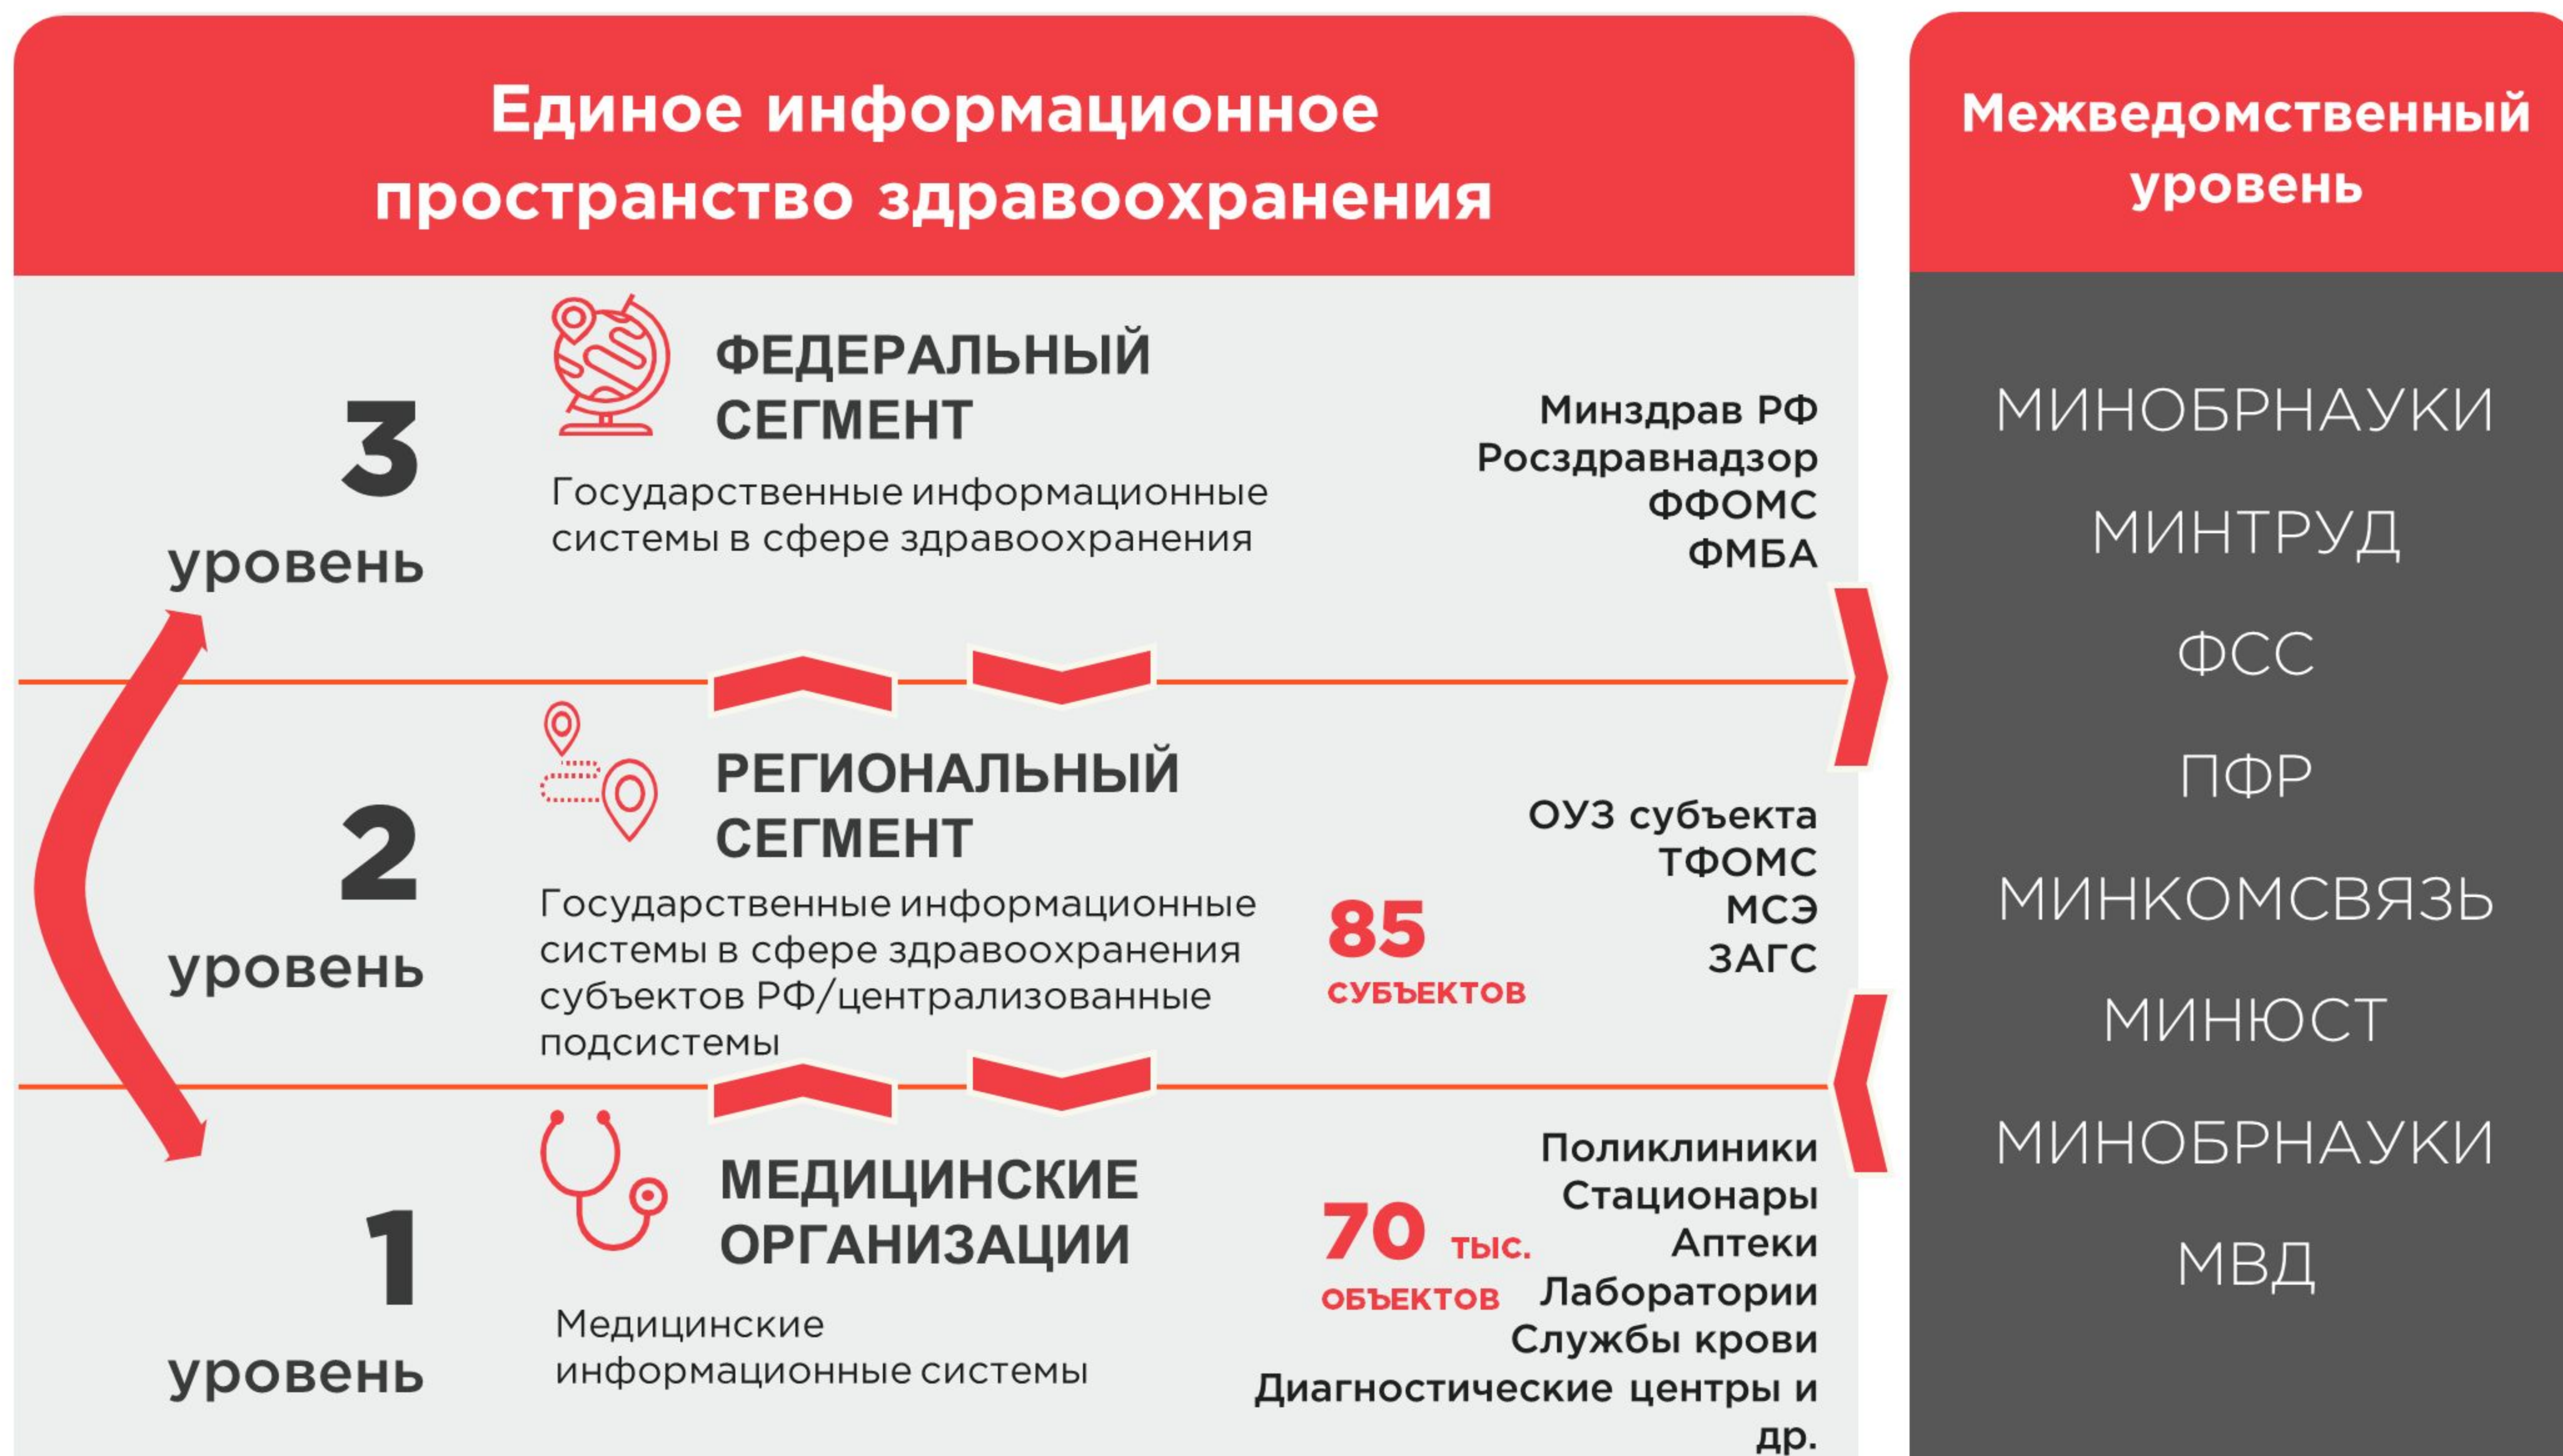 Единое информационное
пространство здравоохранения
3
уровень
ФЕДЕРАЛЬНЫЙ
СЕГМЕНТ
Государственные информационные
системы в сфере здравоохранения
Минздрав РФ
Росздравнадзор
ФФОМС
ФМБА
2
уровень
РЕГИОНАЛЬНЫЙ
СЕГМЕНТ
Государственные информационные
системы в сфере здравоохранения
субъектов РФ/централизованные
подсистемы
85
СУБЪЕКТОВ
ОУЗ субъекта
ТФОМС
МСЭ
ЗАГС
1
уровень
МЕДИЦИНСКИЕ
ОРГАНИЗАЦИИ
Медицинские
информационные системы
70 ТЫС.
ОБЪЕКТОВ
Поликлиники
Стационары
Аптеки
Лаборатории
Службы крови
Диагностические центры и
др.
Межведомственный
уровень
МИНОБРНАУКИ
МИНТРУД
ФСС
ПФР
МИНКОМСВЯЗЬ
МИНЮСТ
МИНОБРНАУКИ
МВД